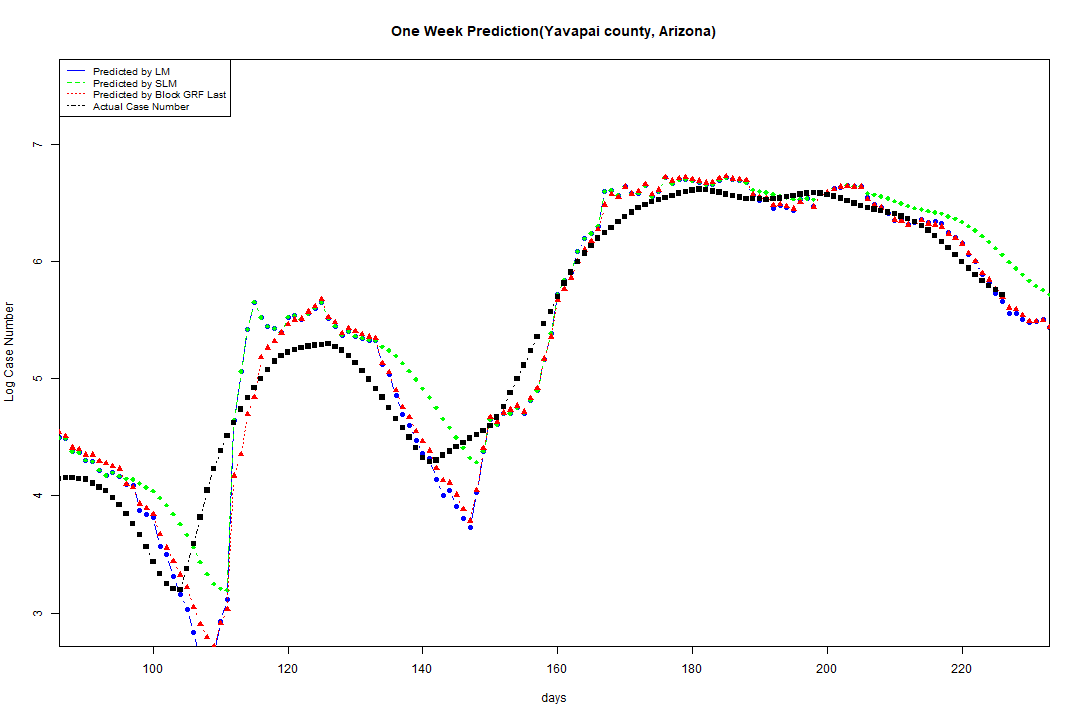 One Week Prediction(Yavapai county, Arizona)
Predicted by LM
Predicted by SLM
Predicted by Block GRF Last
Actual Case Number
Log Case Number
7
6
5
4
3
100 120 140 160 180 200 220
days